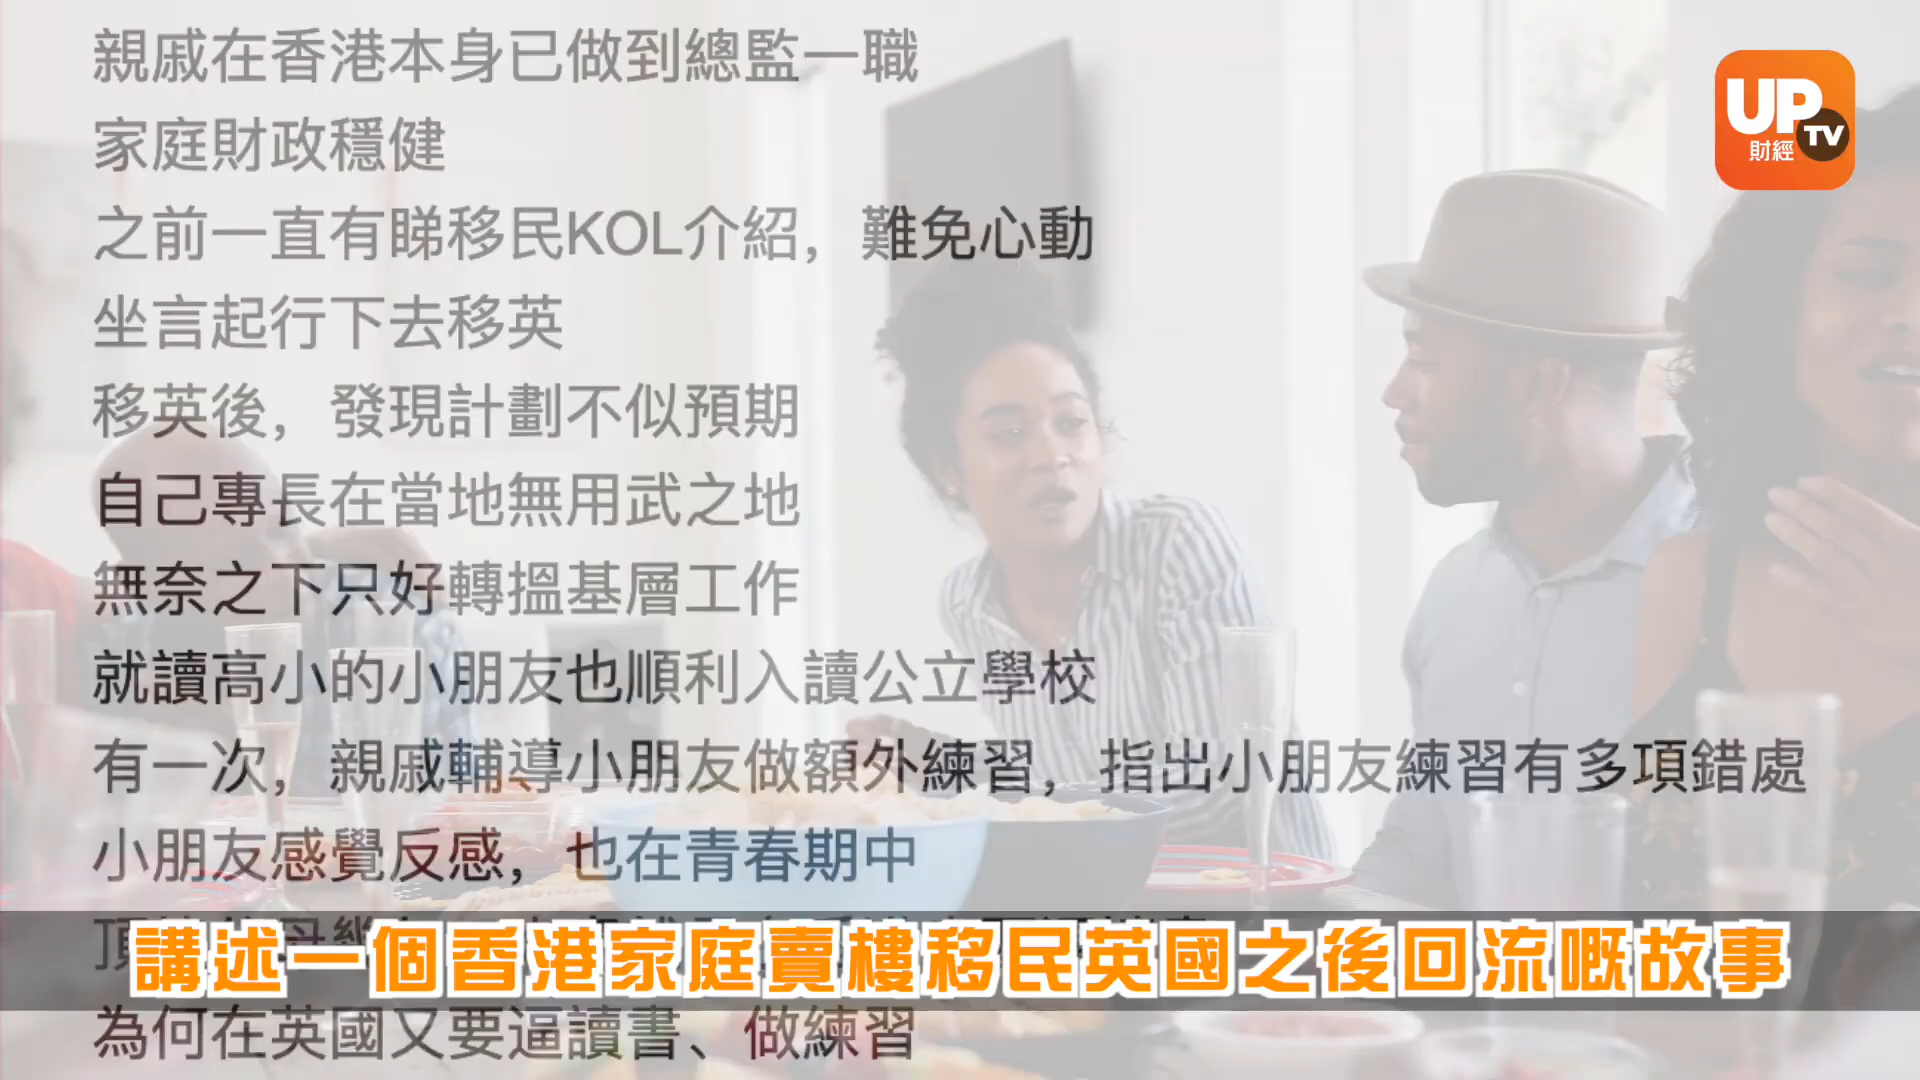 親戚在香港本身已做到總監一職
家庭財政穩健
之前一直有睇移民KOL介紹，難免心動
坐言起行下去移英
移英後，發現計劃不似預期
自己專長在當地無用武之地
無奈之下只好轉搵基層工作
就讀高小的小朋友也順利入讀公立學校
有一次，親戚輔導小朋友做額外練習，指出小朋友練習有多項錯處
小朋友感覺反感，也在青春期中
講述一個香港家庭賣樓移民英國之後回流嘅故事
為何在英國又要逼讀書、做練習
UP
TV
財經